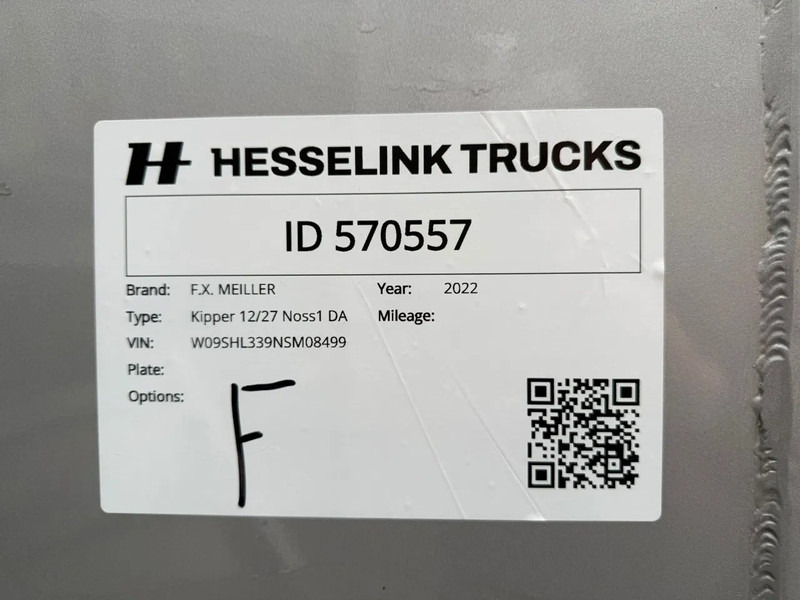 H HESSELINK TRUCKS
ID 570557
Brand: F.X. MEILLER Year: 2022
Type: Kipper 12/27 Noss1 DA Mileage:
VIN: W09SHL339NSM08499
Plate:
Options:
F